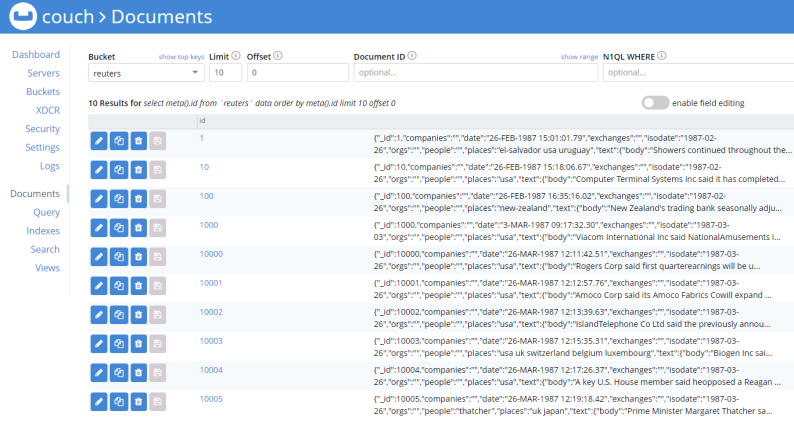 couch > Documents
Dashboard
Servers
Buckets
XDCR
Security
Settings
Logs
Documents
Query
Indexes
Search
Views
Bucket show top keys Limit Offset Document ID show range N1QL WHERE
reuters 10 0 optional... optional...
10 Results for select meta().id from `reuters` data order by meta().id limit 10 offset 0 enable field editing
id
1 {"_id":1,"companies":"","date":"26-FEB-1987 15:01:01.79","exchanges":"","isodate":"1987-02-
26","orgs":"","people":"","places":"el-salvador usa uruguay","text":{"body":"Showers continued throughout the...
10 {"_id":10,"companies":"","date":"26-FEB-1987 15:18:06.67","exchanges":"","isodate":"1987-02-
26","orgs":"","people":"","places":"usa","text":{"body":"Computer Terminal Systems Inc said it has completed...
100 {"_id":100,"companies":"","date":"26-FEB-1987 16:35:16.02","exchanges":"","isodate":"1987-02-
26","orgs":"","people":"","places":"new-zealand","text":{"body":"New Zealand's trading bank seasonally adju...
1000 {"_id":1000,"companies":"","date":"3-MAR-1987 09:17:32.30","exchanges":"","isodate":"1987-03-
03","orgs":"","people":"","places":"usa","text":{"body":"Viacom International Inc said NationalAmusements I...
10000 {"_id":10000,"companies":"","date":"26-MAR-1987 12:11:42.51","exchanges":"","isodate":"1987-03-
26","orgs":"","people":"","places":"usa","text":{"body":"Rogers Corp said first quarterearnings will be u...
10001 {"_id":10001,"companies":"","date":"26-MAR-1987 12:12:57.76","exchanges":"","isodate":"1987-03-
26","orgs":"","people":"","places":"usa","text":{"body":"Amoco Corp said its Amoco Fabrics Cowill expand ...
10002 {"_id":10002,"companies":"","date":"26-MAR-1987 12:13:39.63","exchanges":"","isodate":"1987-03-
26","orgs":"","people":"","places":"usa","text":{"body":"IslandTelephone Co Ltd said the previously annou...
10003 {"_id":10003,"companies":"","date":"26-MAR-1987 12:15:35.31","exchanges":"","isodate":"1987-03-
26","orgs":"","people":"","places":"usa uk switzerland belgium luxembourg","text":{"body":"Biogen Inc sai...
10004 {"_id":10004,"companies":"","date":"26-MAR-1987 12:17:26.37","exchanges":"","isodate":"1987-03-
26","orgs":"","people":"","places":"usa","text":{"body":"A key U.S. House member said heopposed a Reagan ...
10005 {"_id":10005,"companies":"","date":"26-MAR-1987 12:19:18.42","exchanges":"","isodate":"1987-03-
26","orgs":"","people":"thatcher","places":"uk japan","text":{"body":"Prime Minister Margaret Thatcher sa...